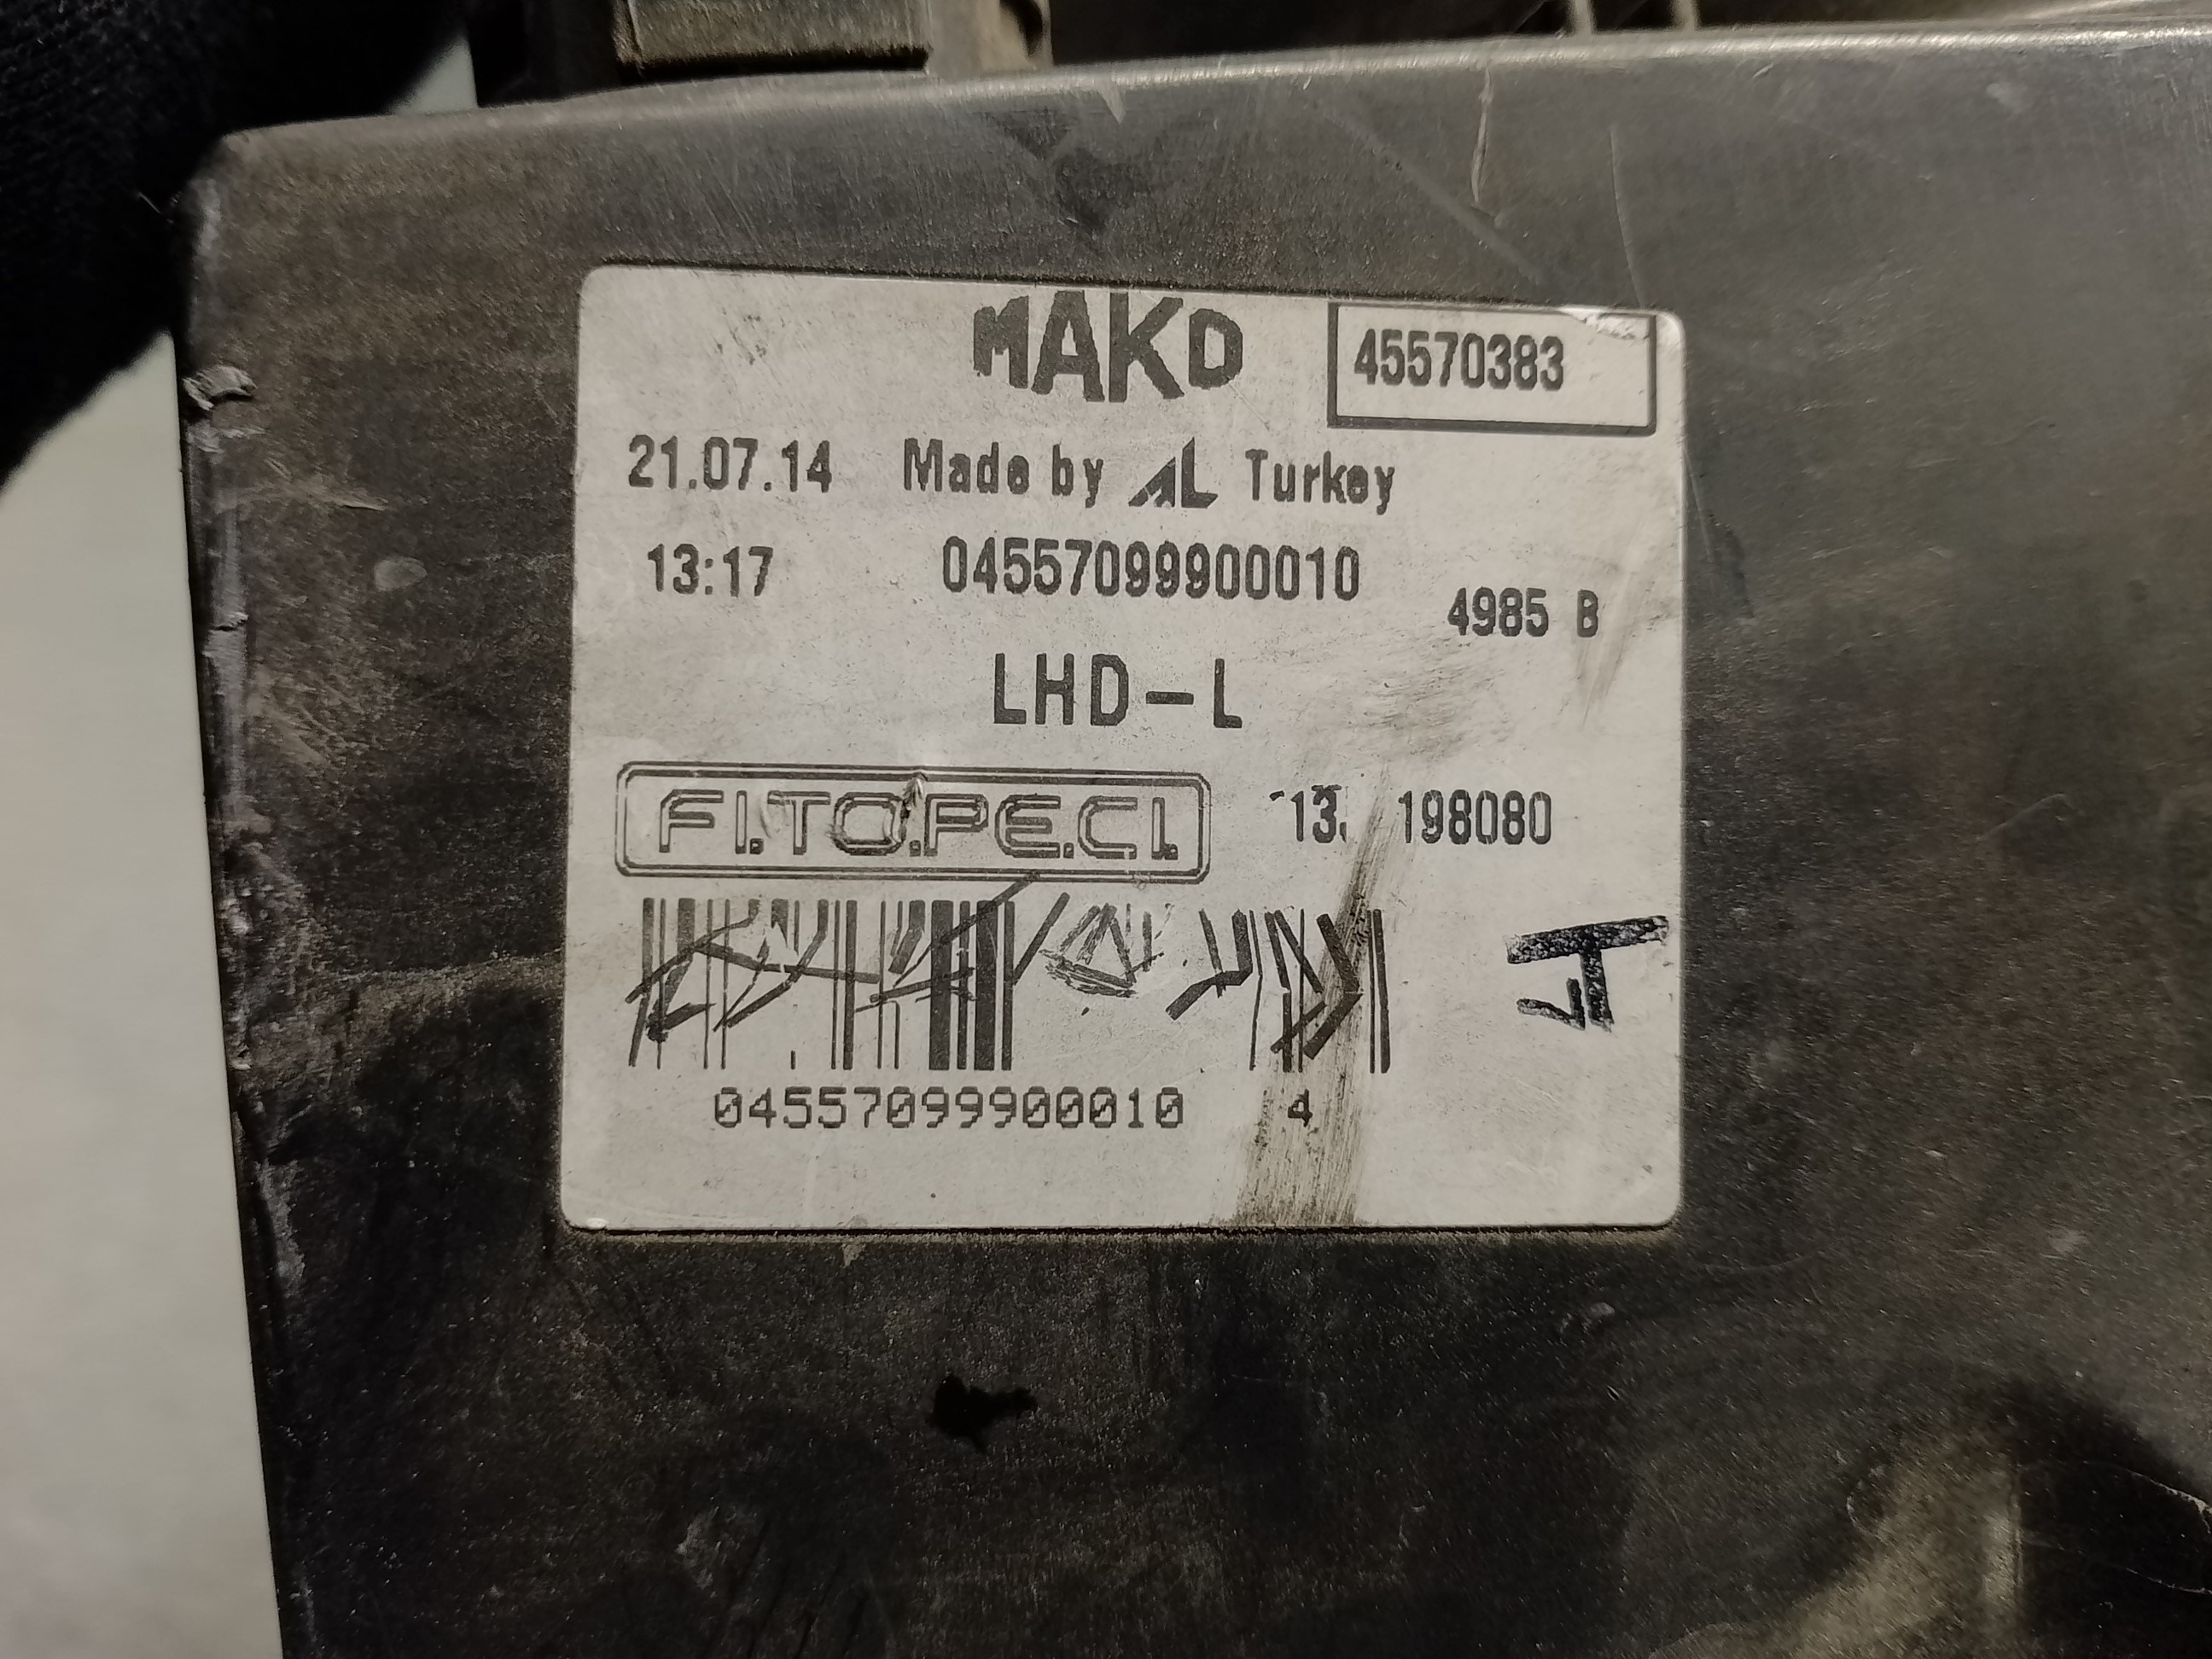 MAKO
45570383
21.07.14 Made by AL Turkey
13:17 04557099900010
4985 B
LHD-L
FI.TO.PE.C.I. 13. 198080
04557099900010 4